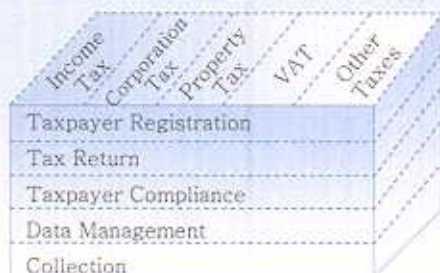 Income
Tax
Corporation
Tax
Property
Tax
VAT
Other
Taxes
Taxpayer Registration
Tax Return
Taxpayer Compliance
Data Management
Collection